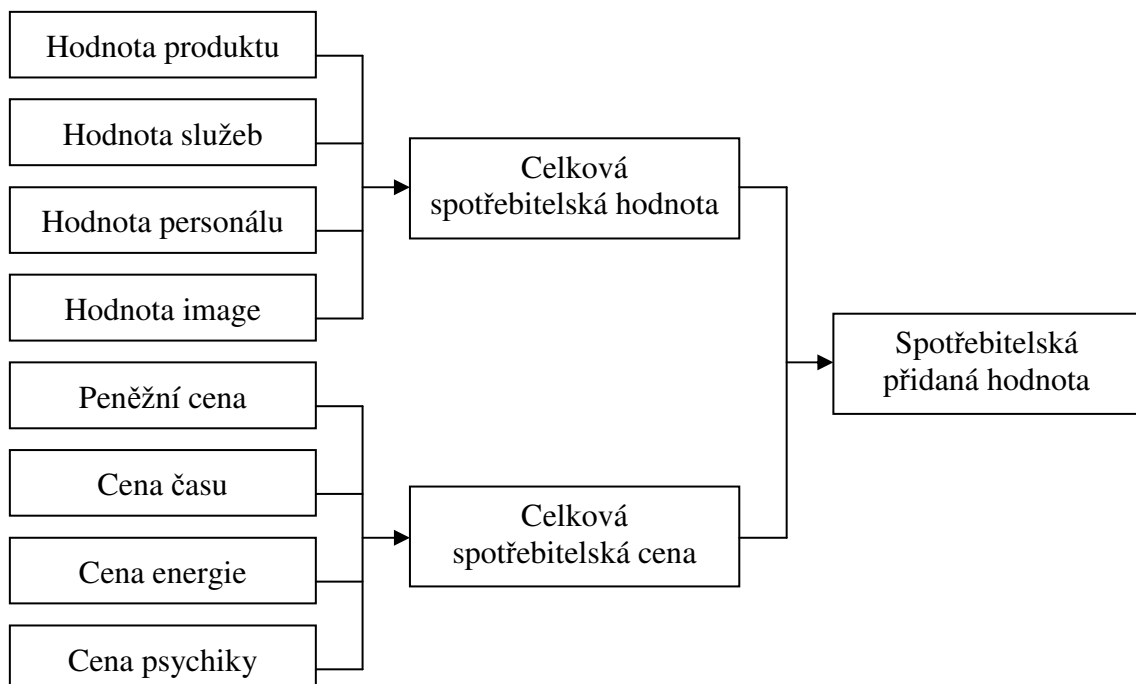 Hodnota produktu
Hodnota služeb
Hodnota personálu
Hodnota image
Peněžní cena
Cena času
Cena energie
Cena psychiky
Celková
spotřebitelská hodnota
Celková
spotřebitelská cena
Spotřebitelská
přidaná hodnota